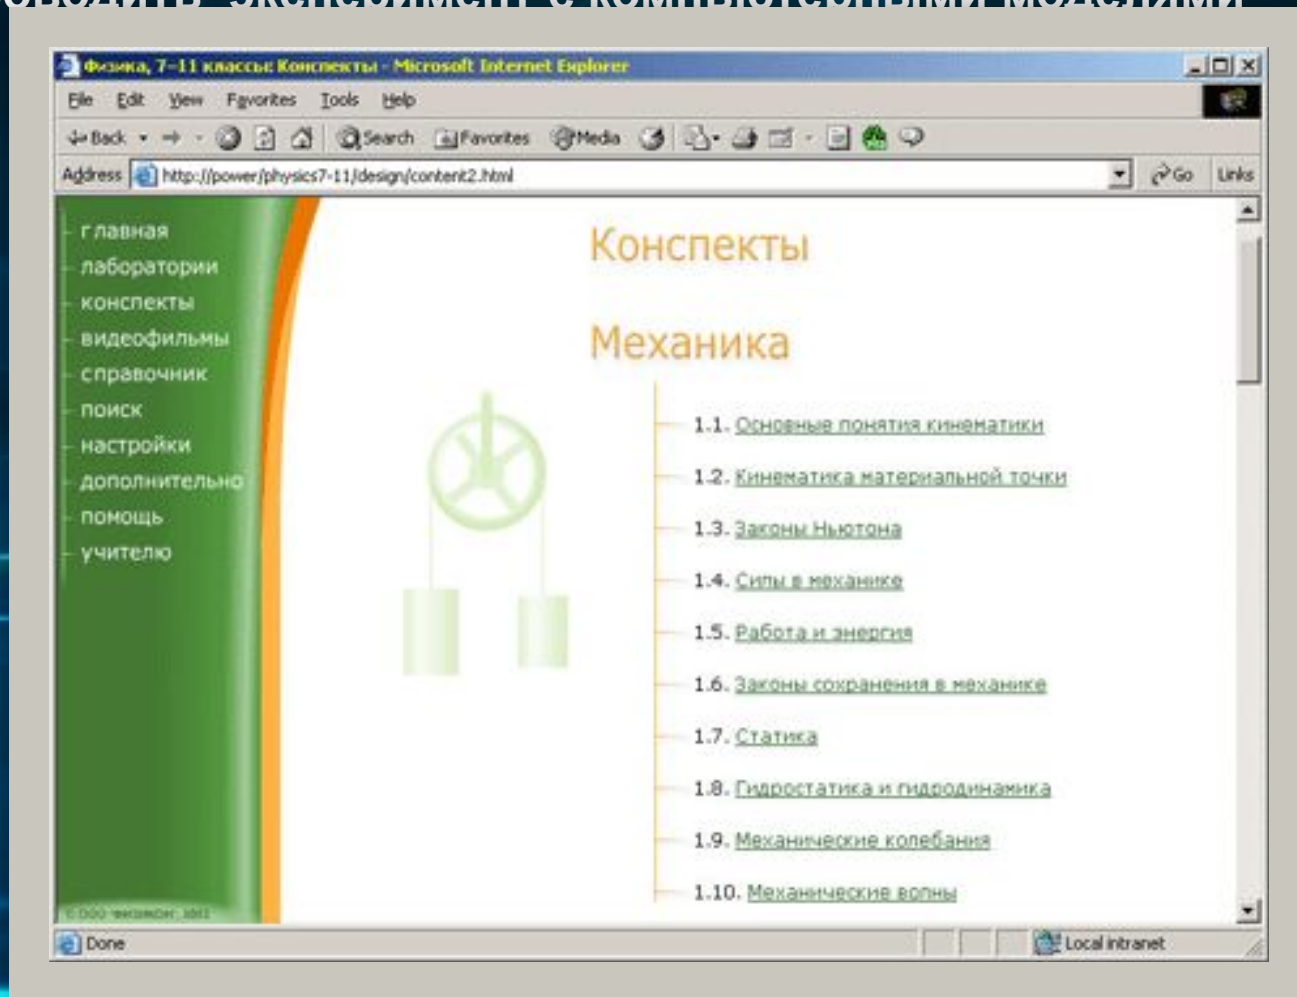 эксперимент с компьютерными моделями
Физика, 7-11 классы: Конспекты - Microsoft Internet Explorer
File Edit View Favorites Tools Help
Back Search Favorites Media
Address http://power/physics7-11/design/content2.html Go Links
главная
лаборатории
конспекты
видеофильмы
справочник
поиск
настройки
дополнительно
помощь
учителю
Конспекты
Механика
1.1. Основные понятия кинематики
1.2. Кинематика материальной точки
1.3. Законы Ньютона
1.4. Силы в механике
1.5. Работа и энергия
1.6. Законы сохранения в механике
1.7. Статика
1.8. Гидростатика и гидродинамика
1.9. Механические колебания
1.10. Механические волны
Done Local intranet